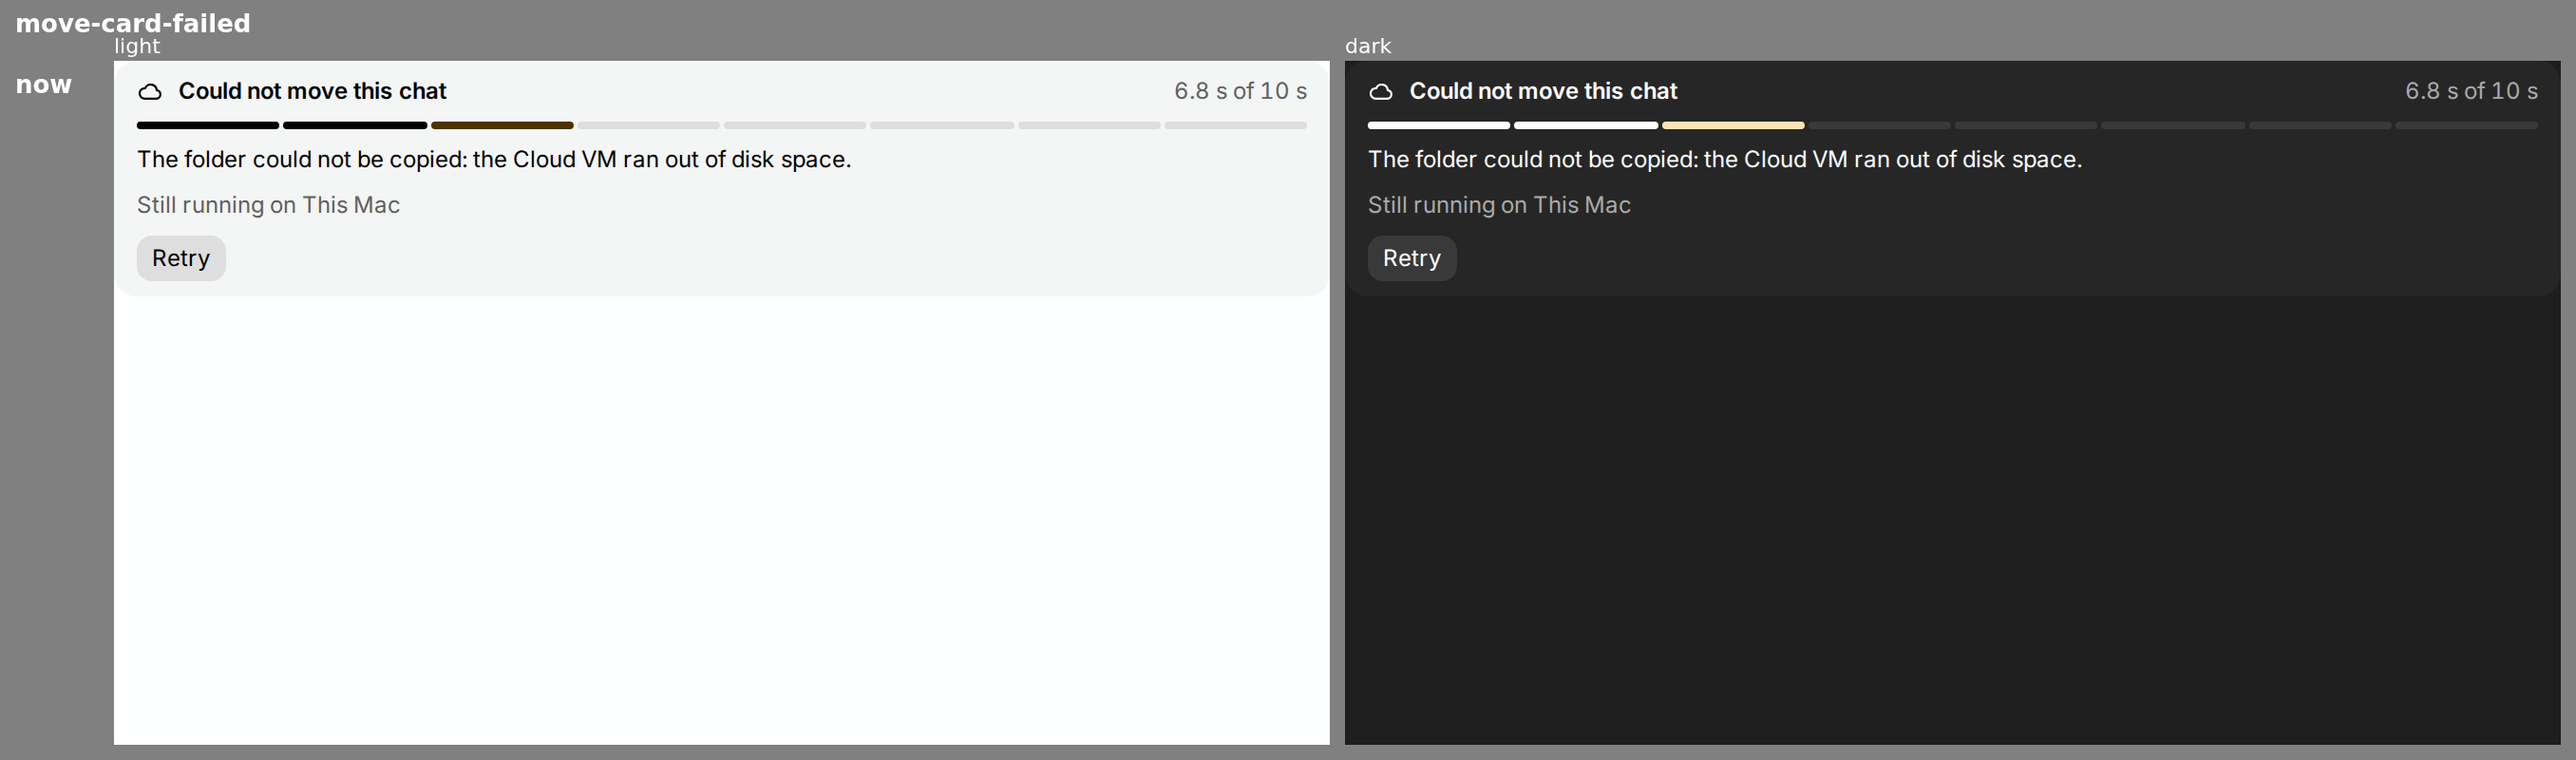 move-card-failed
light
dark
now
Could not move this chat
6.8 s of 10 s
The folder could not be copied: the Cloud VM ran out of disk space.
Still running on This Mac
Retry
Could not move this chat
6.8 s of 10 s
The folder could not be copied: the Cloud VM ran out of disk space.
Still running on This Mac
Retry